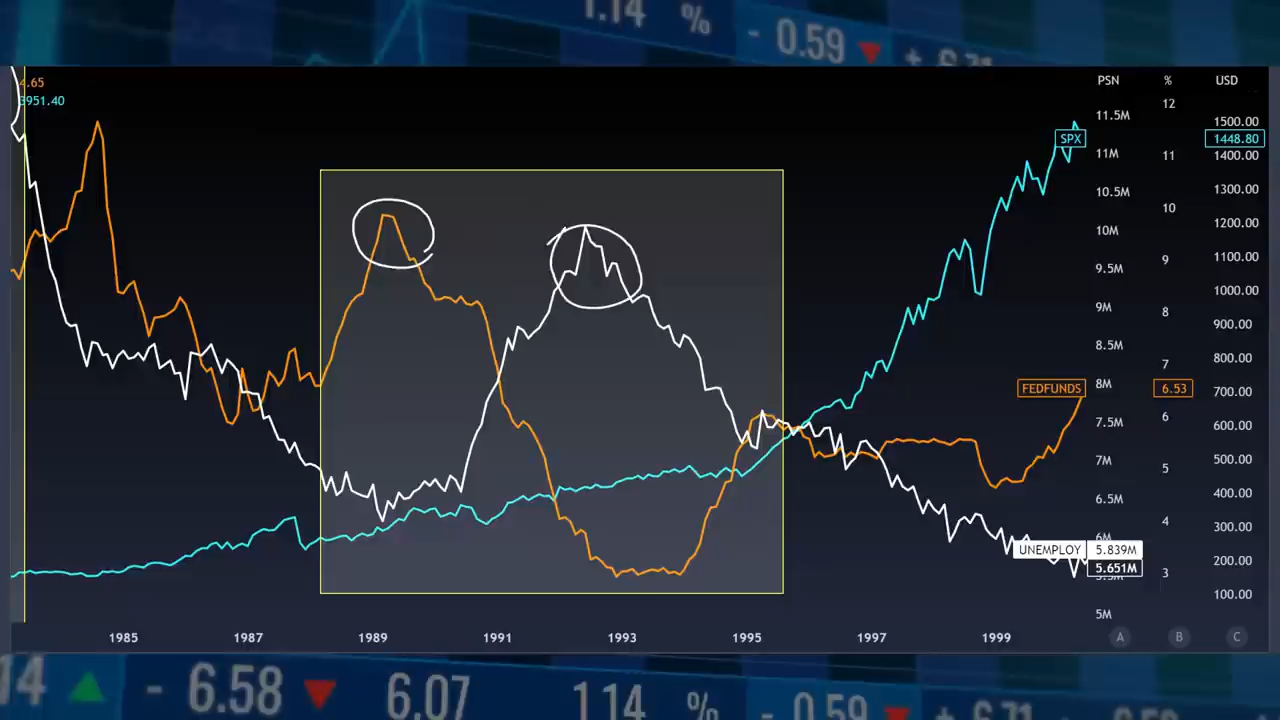 1.14 % - 0.59
4.65
3951.40
PSN % USD
12
11.5M
1500.00
SPX
1448.80
11M 11 1400.00
10.5M 1300.00
10
10M 1200.00
9.5M 9 1100.00
1000.00
9M 8
900.00
8.5M
7 800.00
FEDFUNDS 8M 6.53
700.00
7.5M 6 600.00
7M 5 500.00
6.5M 400.00
4 300.00
6M
UNEMPLOY 5.839M
5.651M
3 200.00
100.00
5M
1985 1987 1989 1991 1993 1995 1997 1999 A B C
14 - 6.58 6.07 1.14 % - 0.59 + 6.71